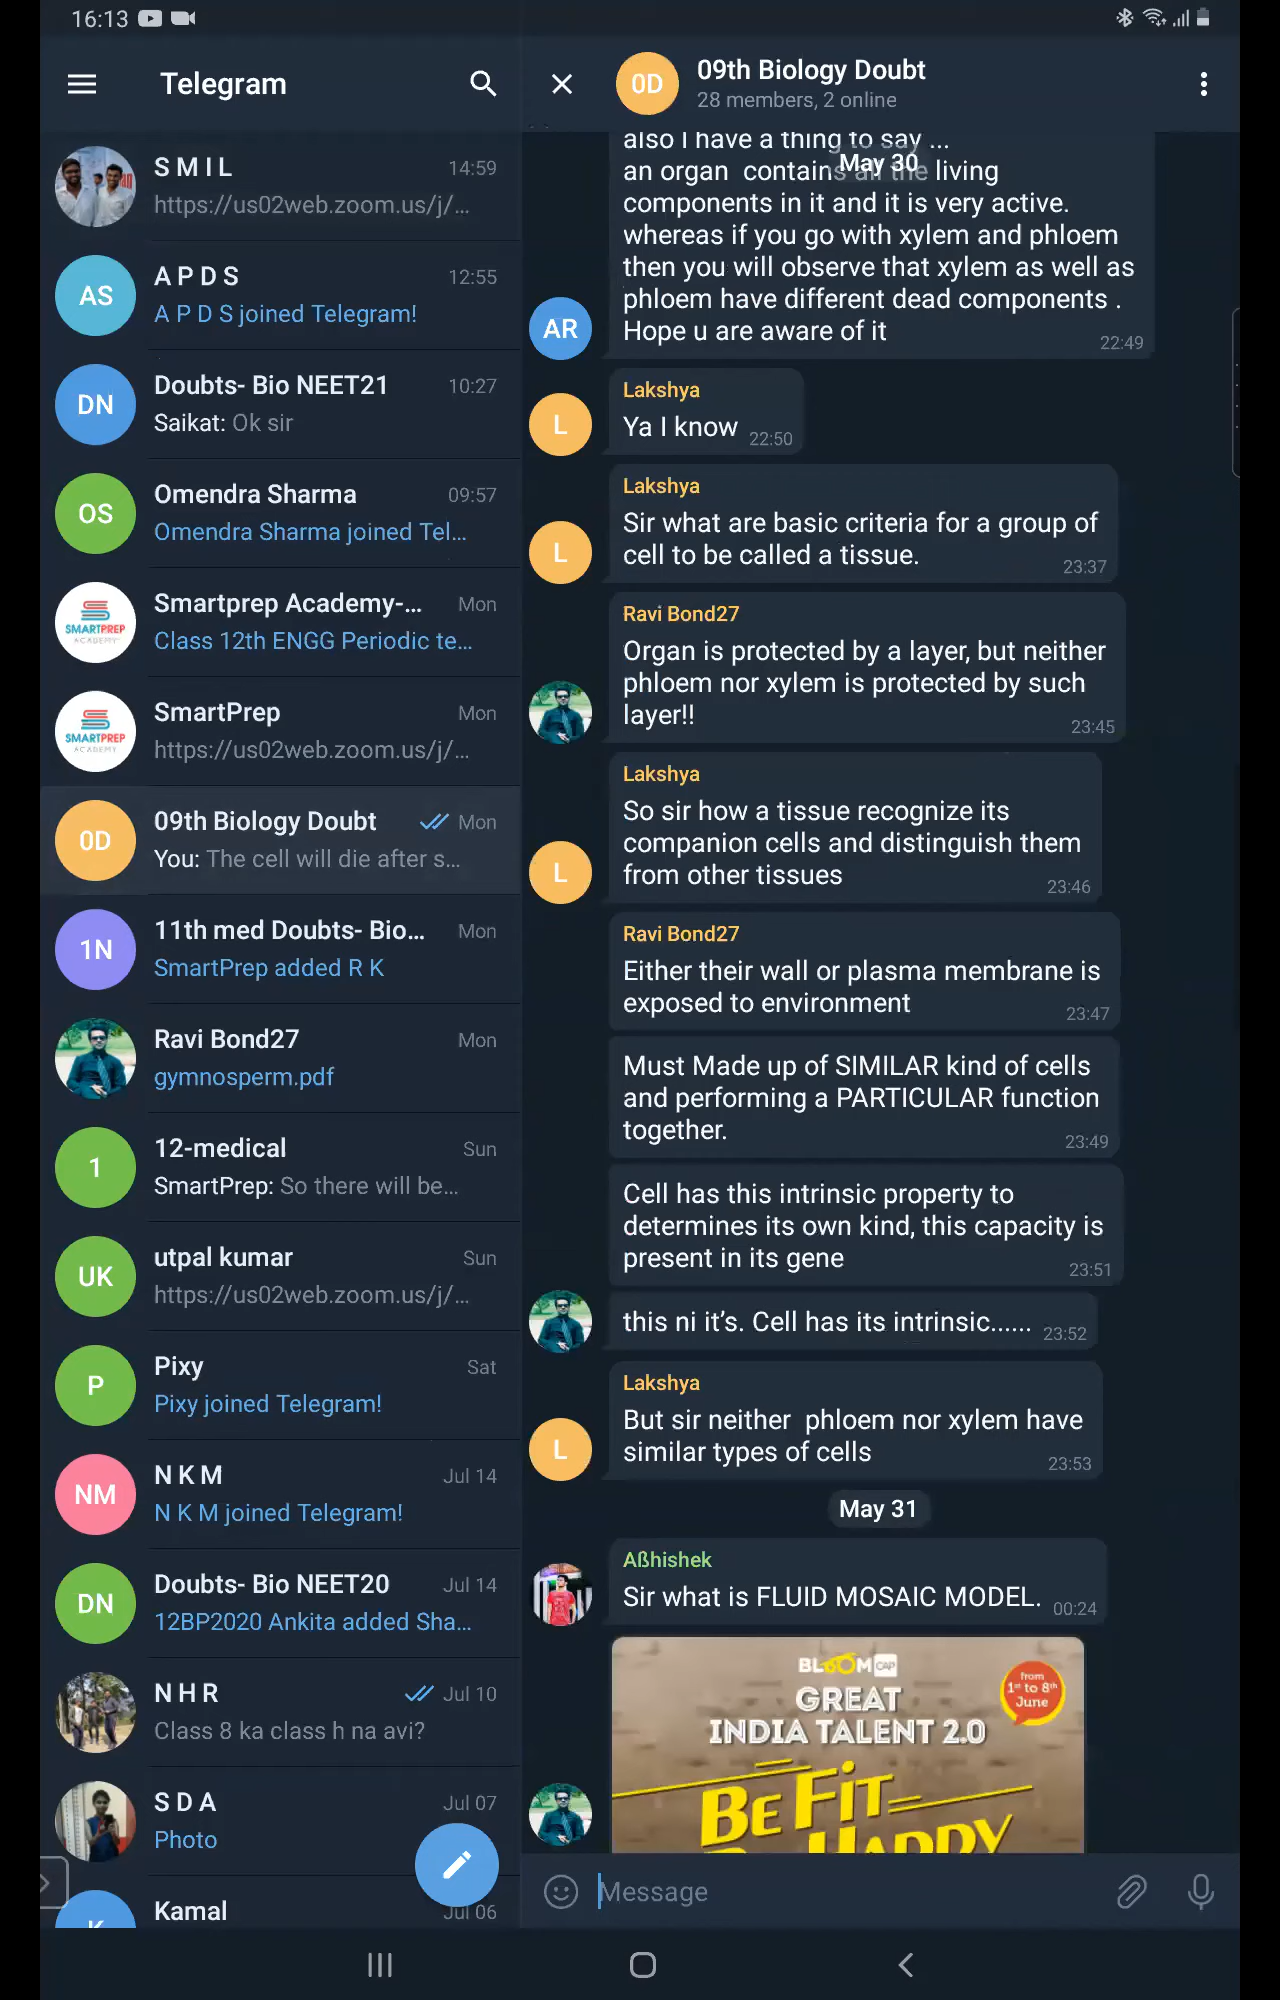 16:13
Telegram
S M I L 14:59
https://us02web.zoom.us/j/...
AS
A P D S 12:55
A P D S joined Telegram!
DN
Doubts- Bio NEET21 10:27
Saikat: Ok sir
OS
Omendra Sharma 09:57
Omendra Sharma joined Tel...
SMARTPREP
ACADEMY
Smartprep Academy-... Mon
Class 12th ENGG Periodic te...
SMARTPREP
ACADEMY
SmartPrep Mon
https://us02web.zoom.us/j/...
0D
09th Biology Doubt Mon
You: The cell will die after s...
1N
11th med Doubts- Bio... Mon
SmartPrep added R K
Ravi Bond27 Mon
gymnosperm.pdf
1
12-medical Sun
SmartPrep: So there will be...
UK
utpal kumar Sun
https://us02web.zoom.us/j/...
P
Pixy Sat
Pixy joined Telegram!
NM
N K M Jul 14
N K M joined Telegram!
DN
Doubts- Bio NEET20 Jul 14
12BP2020 Ankita added Sha...
N H R Jul 10
Class 8 ka class h na avi?
S D A Jul 07
Photo
K
Kamal Jul 06
0D
09th Biology Doubt
28 members, 2 online
May 30
also I have a thing to say ...
an organ contains all the living
components in it and it is very active.
whereas if you go with xylem and phloem
then you will observe that xylem as well as
phloem have different dead components .
Hope u are aware of it 22:49
AR
Lakshya
Ya I know 22:50
L
Lakshya
Sir what are basic criteria for a group of
cell to be called a tissue. 23:37
L
Ravi Bond27
Organ is protected by a layer, but neither
phloem nor xylem is protected by such
layer!! 23:45
Lakshya
So sir how a tissue recognize its
companion cells and distinguish them
from other tissues 23:46
L
Ravi Bond27
Either their wall or plasma membrane is
exposed to environment 23:47
Must Made up of SIMILAR kind of cells
and performing a PARTICULAR function
together. 23:49
Cell has this intrinsic property to
determines its own kind, this capacity is
present in its gene 23:51
this ni it's. Cell has its intrinsic...... 23:52
Lakshya
But sir neither phloem nor xylem have
similar types of cells 23:53
L
May 31
Aßhishek
Sir what is FLUID MOSAIC MODEL. 00:24
BLOOM CAP
GREAT
INDIA TALENT 2.0
from
1st to 8th
June
BE FIT
BE HAPPY
Message